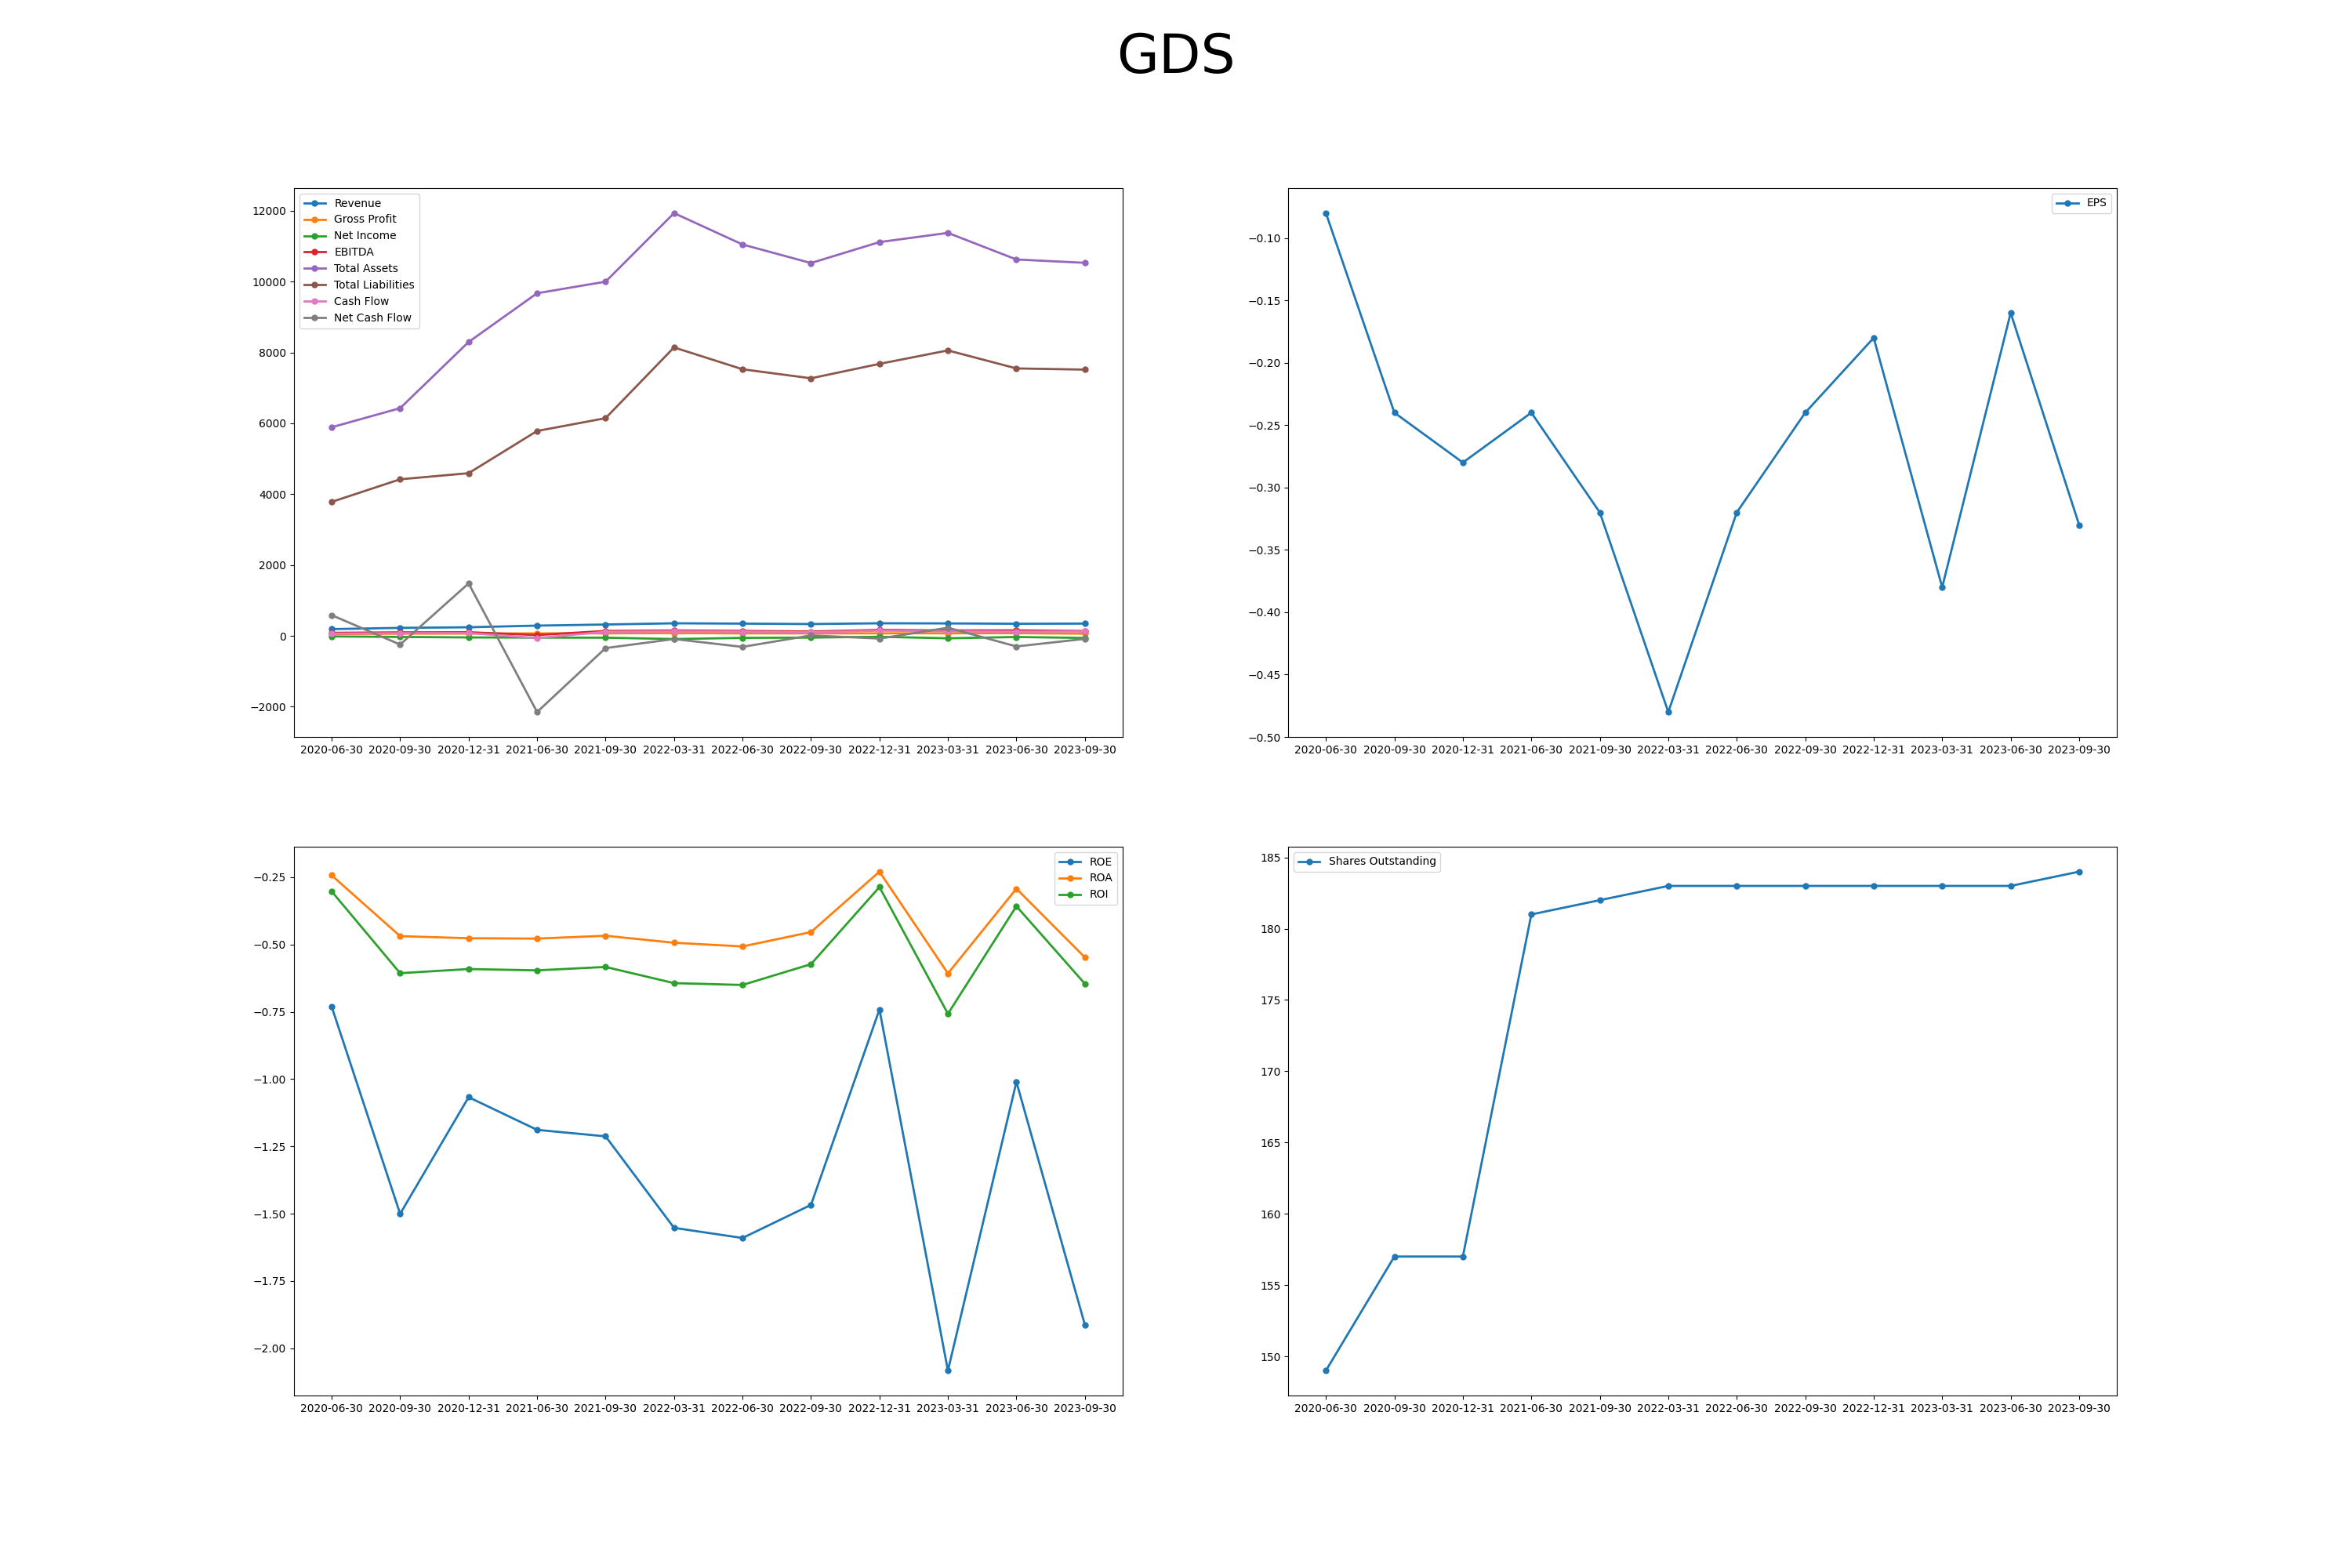 GDS
Revenue
Gross Profit
Net Income
EBITDA
Total Assets
Total Liabilities
Cash Flow
Net Cash Flow
12000
10000
8000
6000
4000
2000
0
−2000
2020-06-30 2020-09-30 2020-12-31 2021-06-30 2021-09-30 2022-03-31 2022-06-30 2022-09-30 2022-12-31 2023-03-31 2023-06-30 2023-09-30
EPS
−0.10
−0.15
−0.20
−0.25
−0.30
−0.35
−0.40
−0.45
−0.50
2020-06-30 2020-09-30 2020-12-31 2021-06-30 2021-09-30 2022-03-31 2022-06-30 2022-09-30 2022-12-31 2023-03-31 2023-06-30 2023-09-30
ROE
ROA
ROI
−0.25
−0.50
−0.75
−1.00
−1.25
−1.50
−1.75
−2.00
2020-06-30 2020-09-30 2020-12-31 2021-06-30 2021-09-30 2022-03-31 2022-06-30 2022-09-30 2022-12-31 2023-03-31 2023-06-30 2023-09-30
Shares Outstanding
185
180
175
170
165
160
155
150
2020-06-30 2020-09-30 2020-12-31 2021-06-30 2021-09-30 2022-03-31 2022-06-30 2022-09-30 2022-12-31 2023-03-31 2023-06-30 2023-09-30